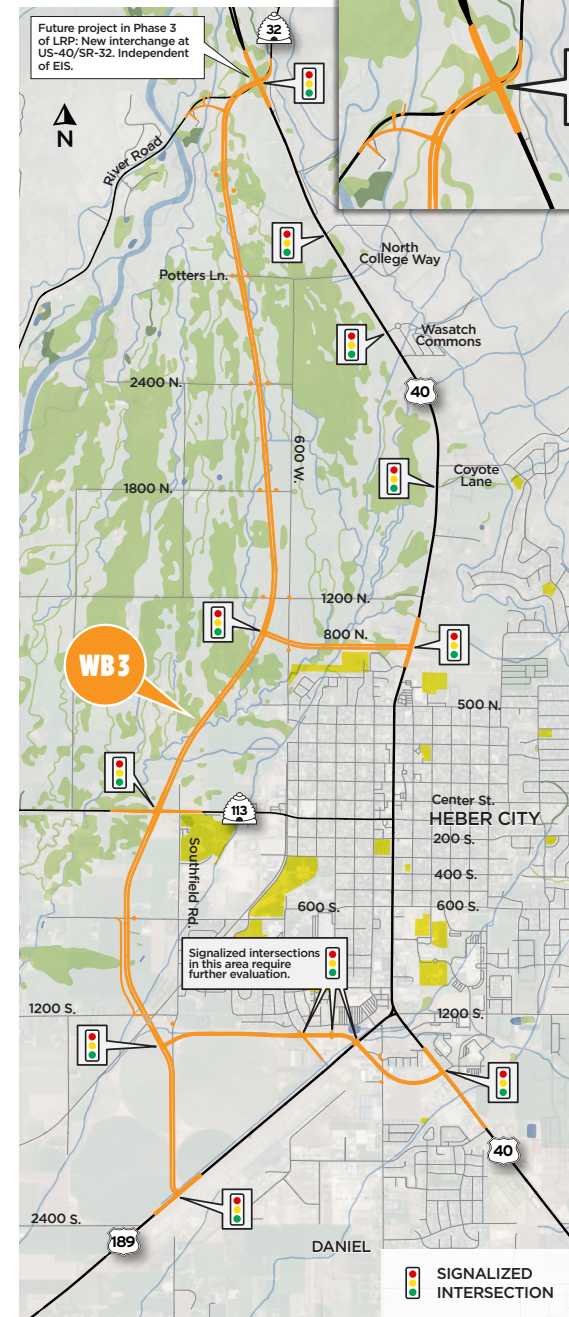 Future project in Phase 3
of LRP: New interchange at
US-40/SR-32. Independent
of EIS.
32
N
River Road
North
College Way
Potters Ln.
Wasatch
Commons
2400 N.
40
600 W.
Coyote
Lane
1800 N.
1200 N.
800 N.
WB3
500 N.
Center St.
113
HEBER CITY
200 S.
Southfield Rd.
400 S.
600 S.
600 S.
Signalized intersections
in this area require
further evaluation.
1200 S.
1200 S.
40
2400 S.
189
DANIEL
SIGNALIZED
INTERSECTION